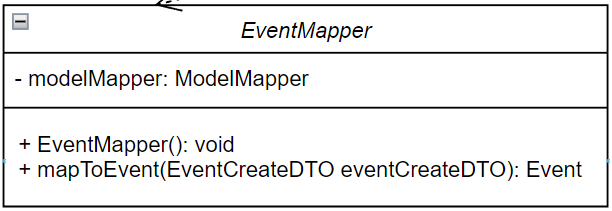 EventMapper
- modelMapper: ModelMapper
+ EventMapper(): void
+ mapToEvent(EventCreateDTO eventCreateDTO): Event